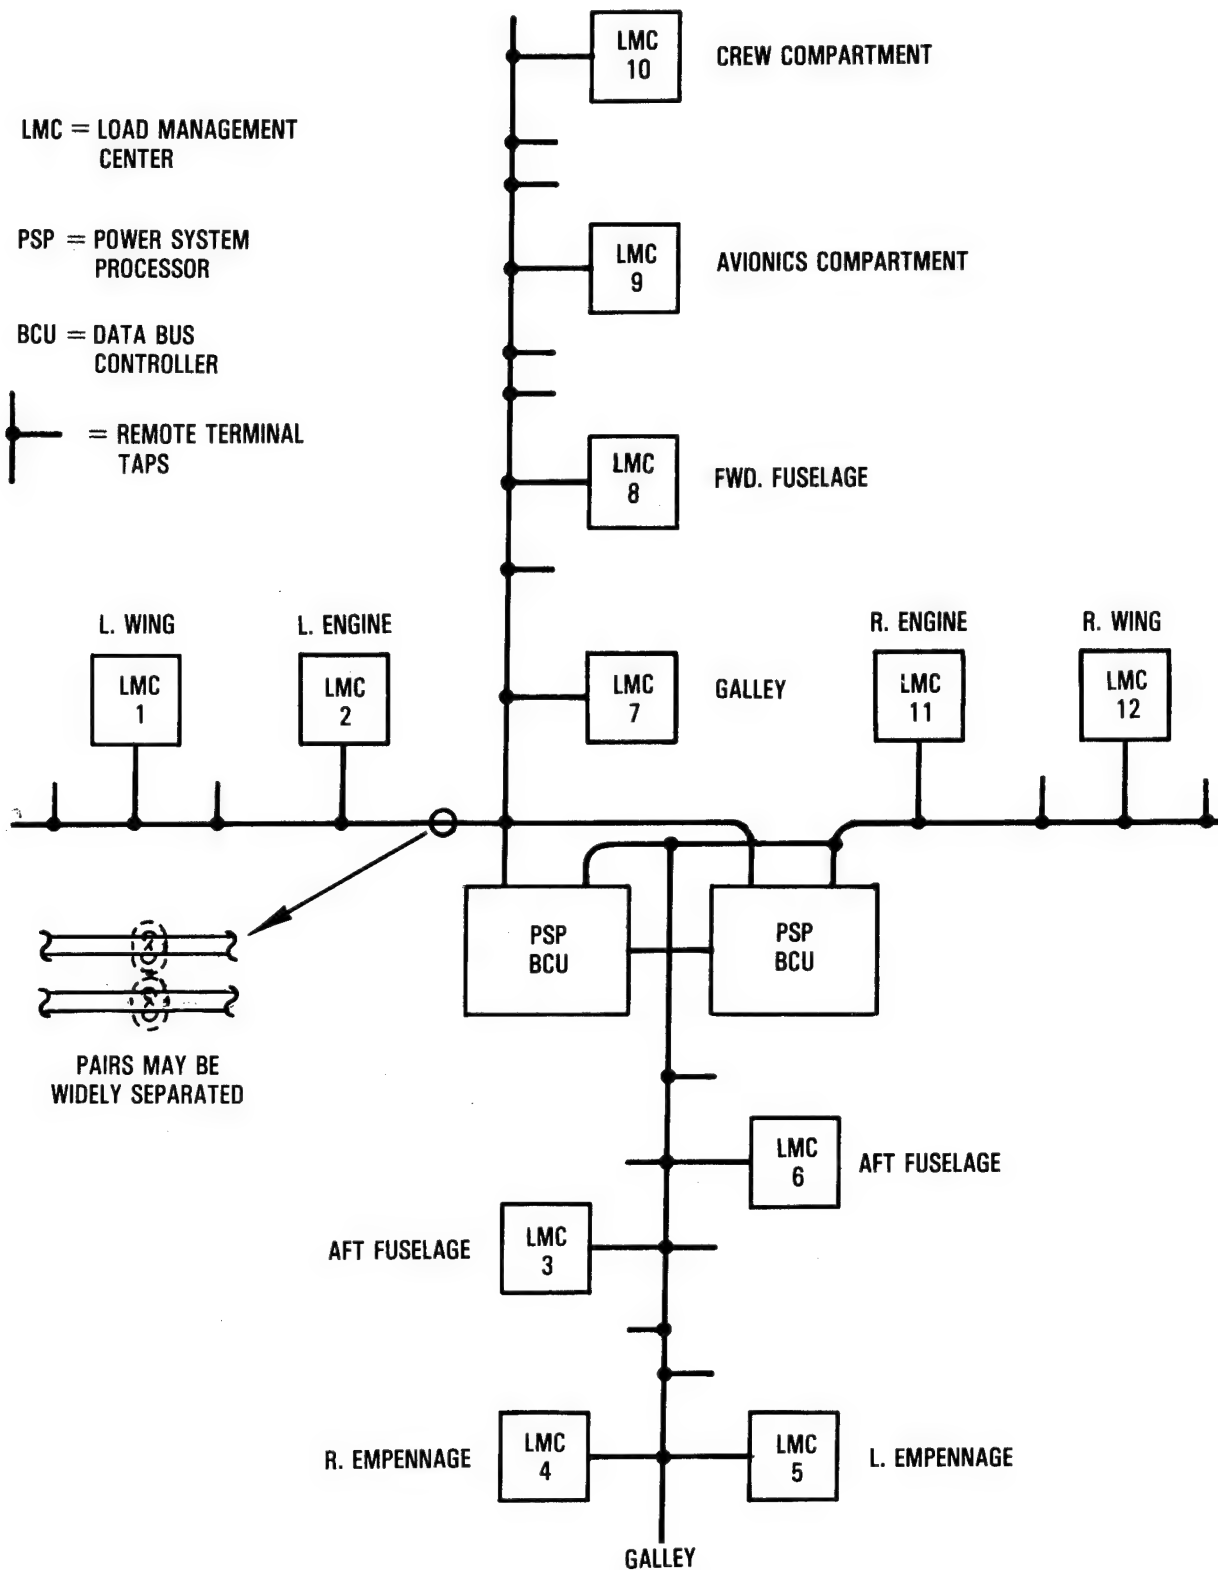 LMC
10
CREW COMPARTMENT
LMC = LOAD MANAGEMENT
CENTER
PSP = POWER SYSTEM
PROCESSOR
LMC
9
AVIONICS COMPARTMENT
BCU = DATA BUS
CONTROLLER
= REMOTE TERMINAL
TAPS
LMC
8
FWD. FUSELAGE
L. WING
L. ENGINE
R. ENGINE
R. WING
LMC
1
LMC
2
LMC
7
GALLEY
LMC
11
LMC
12
PSP
BCU
PSP
BCU
PAIRS MAY BE
WIDELY SEPARATED
LMC
6
AFT FUSELAGE
AFT FUSELAGE
LMC
3
R. EMPENNAGE
LMC
4
LMC
5
L. EMPENNAGE
GALLEY